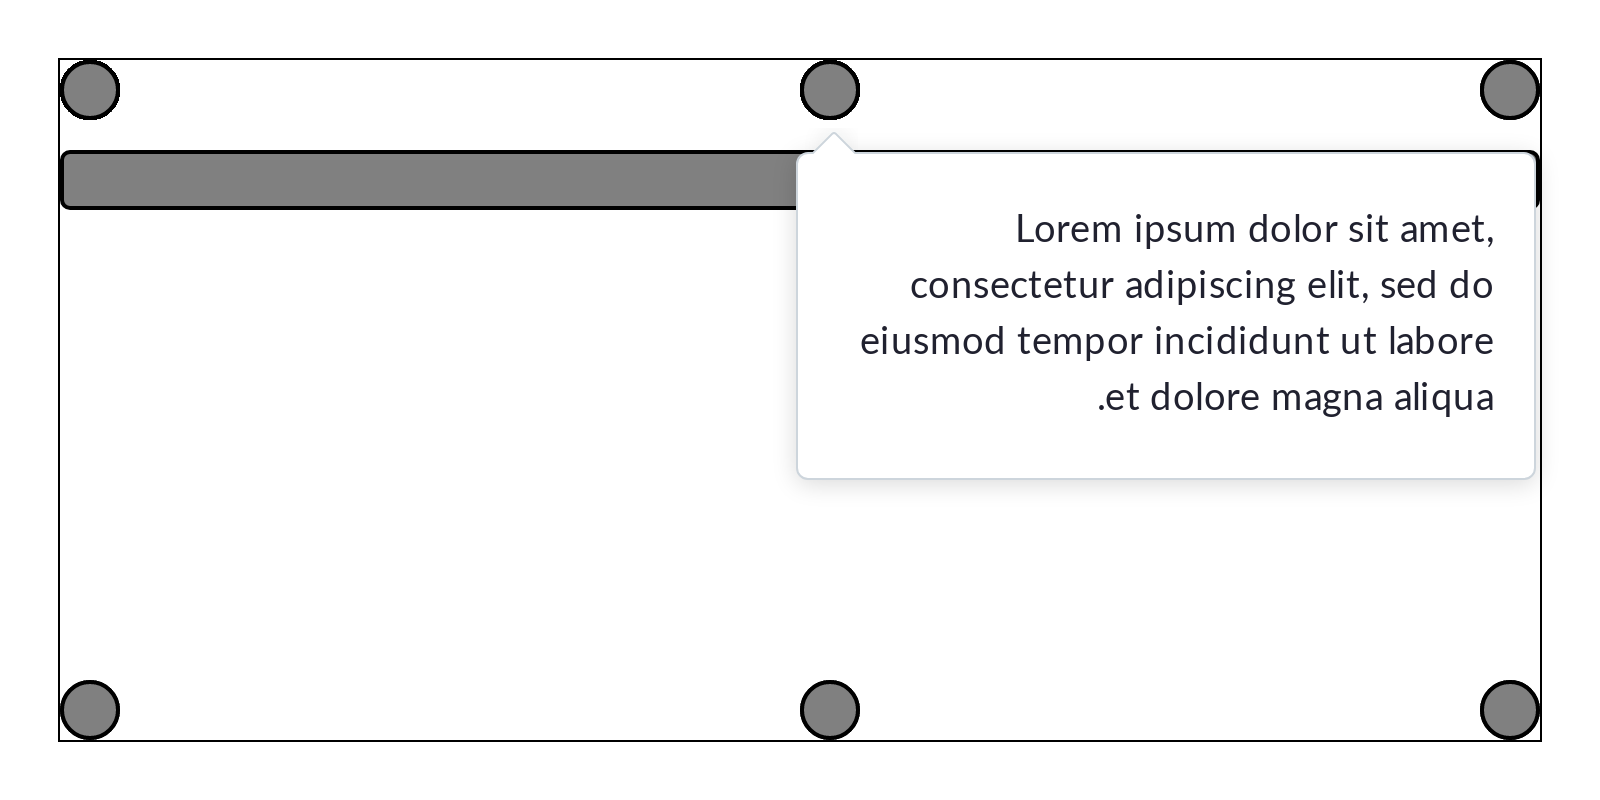 Lorem ipsum dolor sit amet,
consectetur adipiscing elit, sed do
eiusmod tempor incididunt ut labore
.et dolore magna aliqua